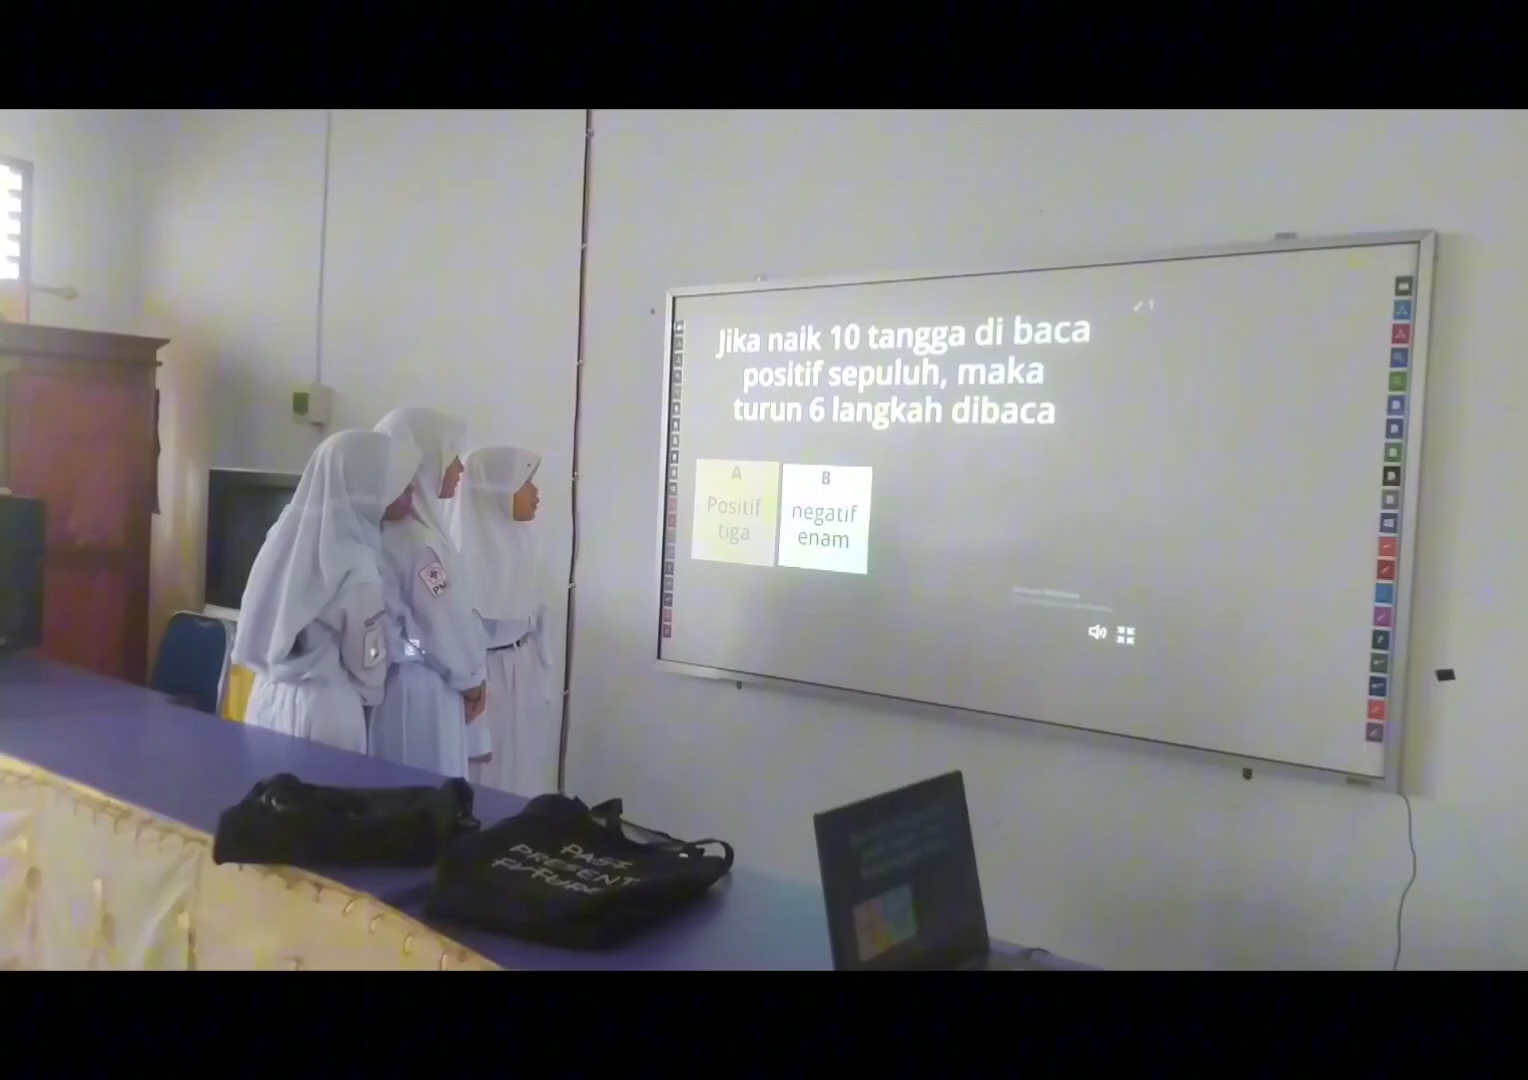 Jika naik 10 tangga di baca
positif sepuluh, maka
turun 6 langkah dibaca
✓ 1
A
Positif
tiga
B
negatif
enam
PAST
PRESENT
FUTURE